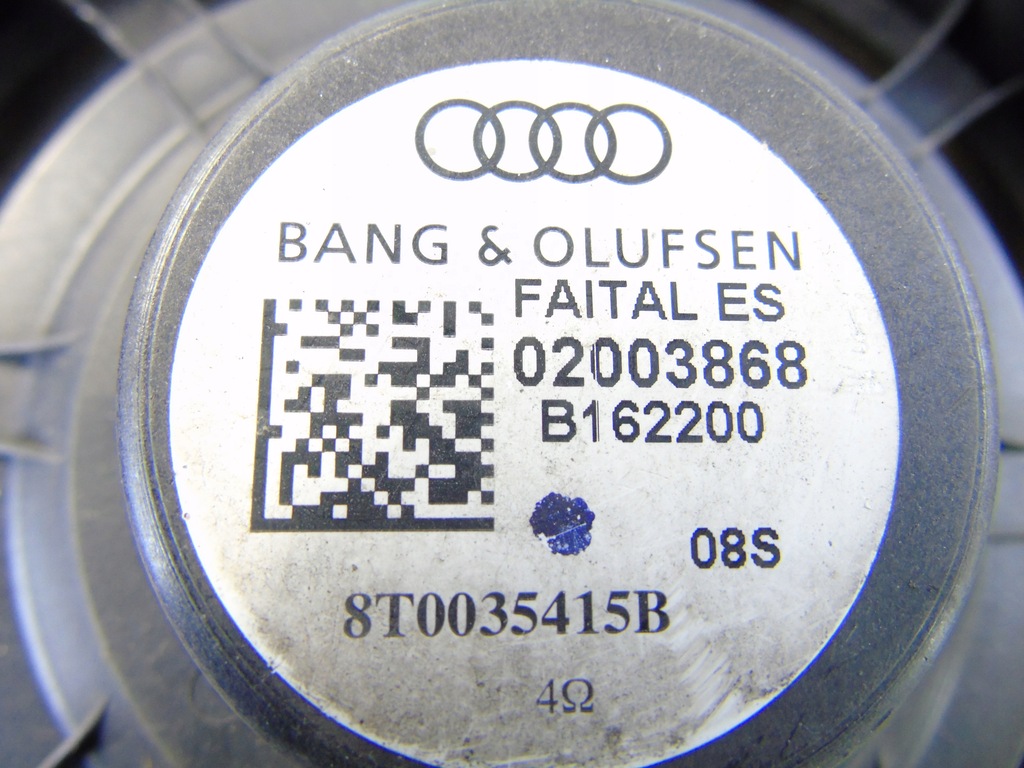 BANG & OLUFSEN
FAITAL ES
02003868
B162200
08S
8T0035415B
4Ω